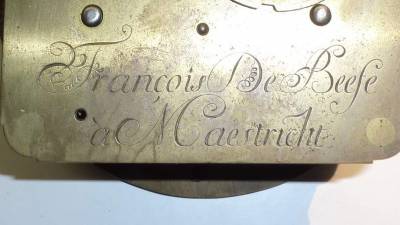 François De Beefe
à Maestricht